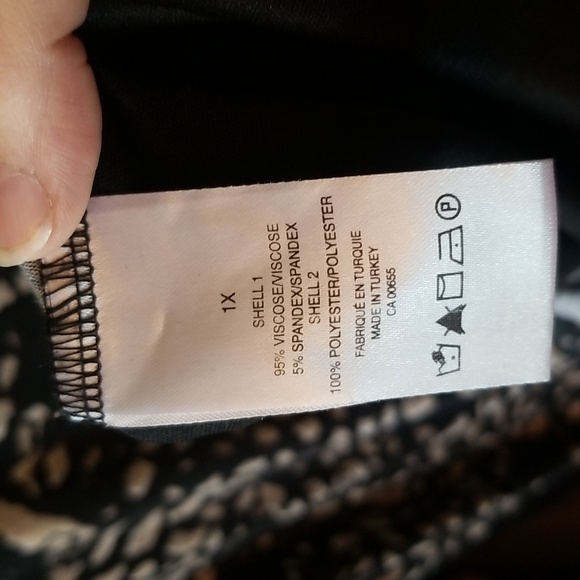 1X
SHELL 1
95% VISCOSE/VISCOSE
5% SPANDEX/SPANDEX
SHELL 2
100% POLYESTER/POLYESTER
FABRIQUÉ EN TURQUIE
MADE IN TURKEY
CA 00655
P